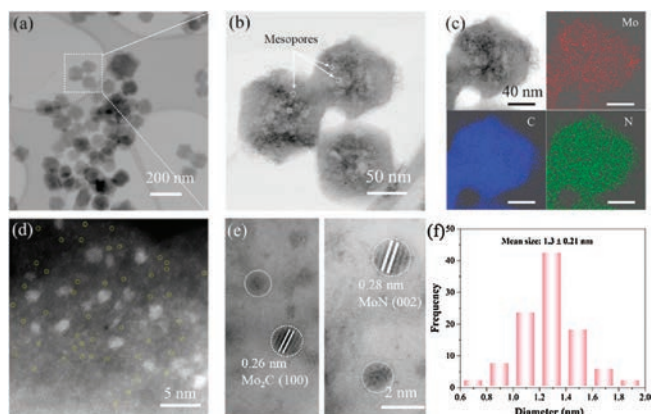 (a)
200 nm
(b)
Mesopores
50 nm
(c)
40 nm
Mo
C
N
(d)
5 nm
(e)
0.26 nm
Mo₂C (100)
0.28 nm
MoN (002)
2 nm
(f)
Mean size: 1.3 ± 0.21 nm
Frequency
50
40
30
20
10
0
0.6 0.8 1.0 1.2 1.4 1.6 1.8 2.0
Diameter (nm)